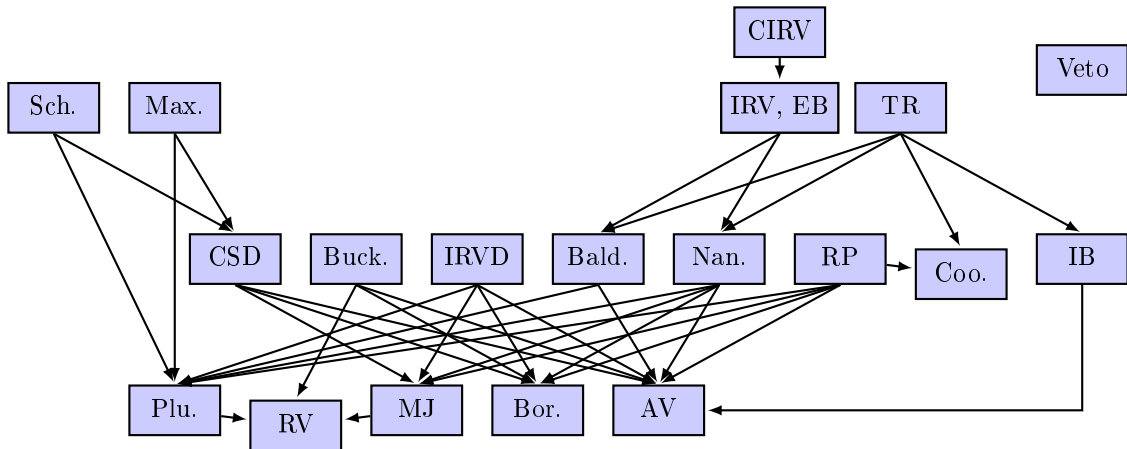 CIRV
Veto
Sch.
Max.
IRV, EB
TR
CSD
Buck.
IRVD
Bald.
Nan.
RP
Coo.
IB
Plu.
RV
MJ
Bor.
AV